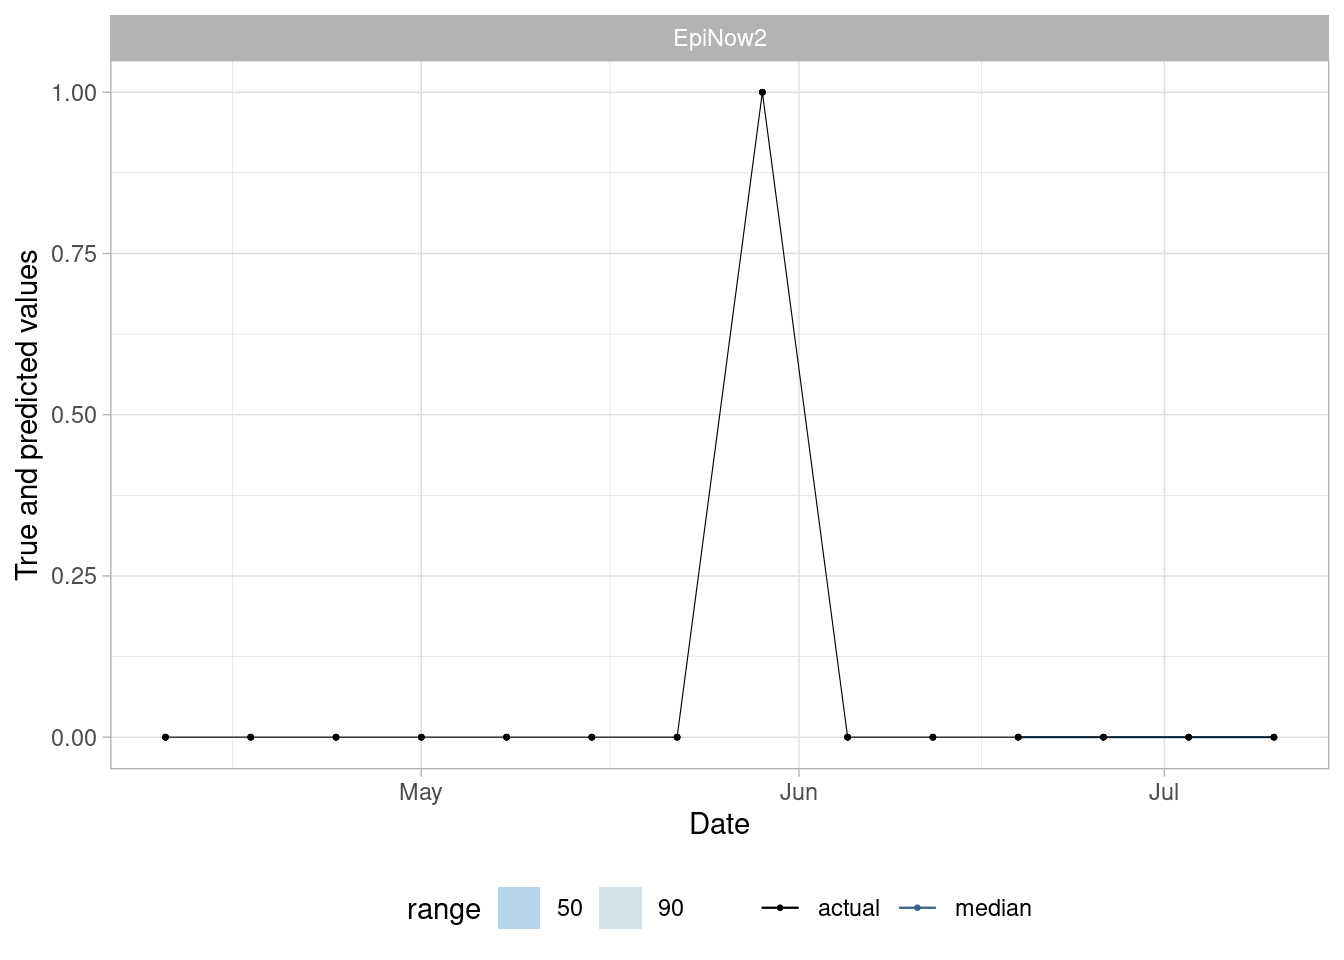 EpiNow2
1.00
0.75
0.50
0.25
0.00
True and predicted values
May Jun Jul
Date
range 50 90 actual median